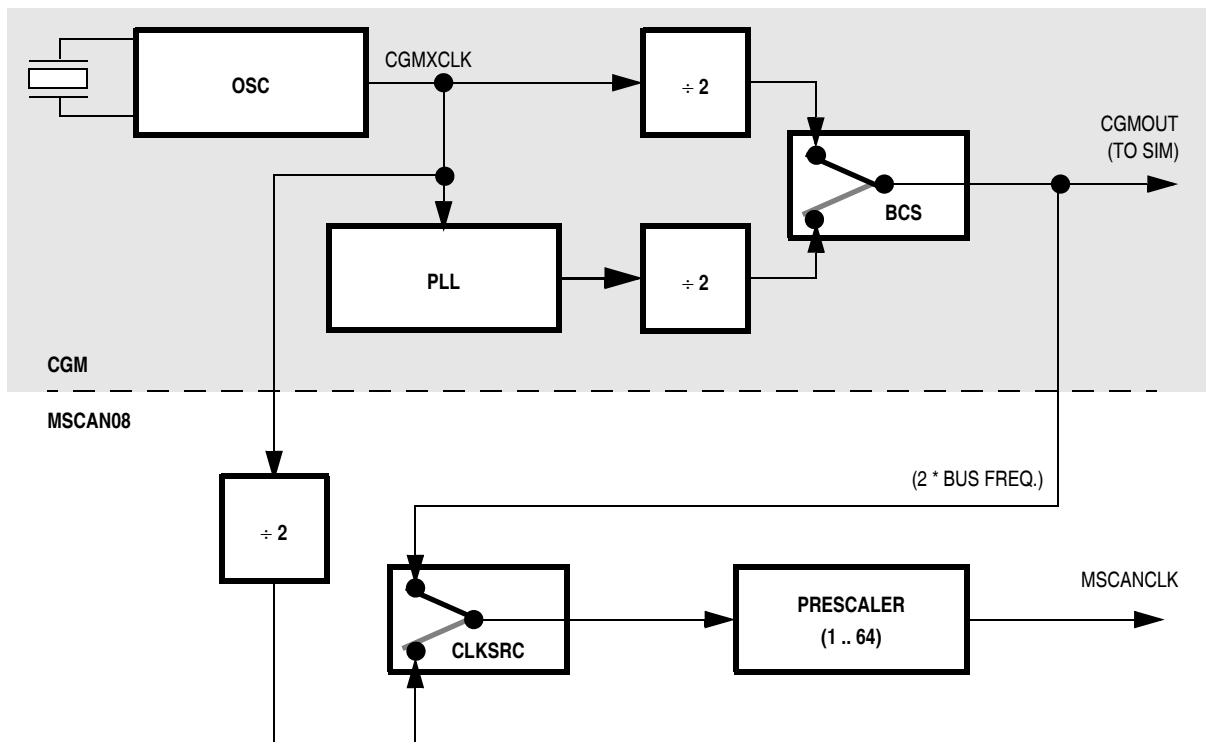 CGMXCLK
OSC
÷ 2
CGMOUT
(TO SIM)
BCS
PLL
÷ 2
CGM
MSCAN08
(2 * BUS FREQ.)
÷ 2
MSCANCLK
PRESCALER
(1 .. 64)
CLKSRC